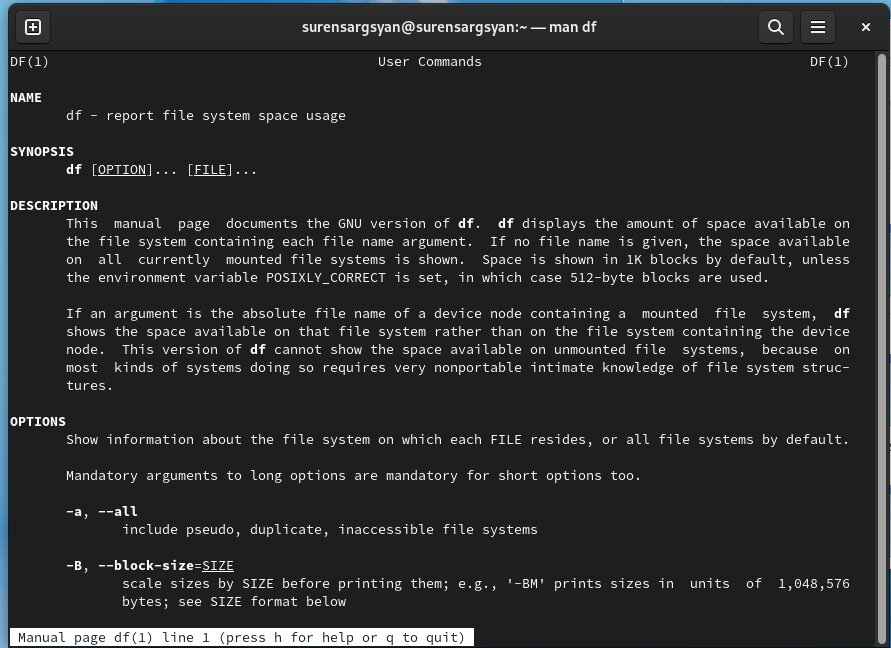 surensargsyan@surensargsyan:~ — man df
DF(1) User Commands DF(1)
NAME
df - report file system space usage
SYNOPSIS
df [OPTION]... [FILE]...
DESCRIPTION
This manual page documents the GNU version of df. df displays the amount of space available on
the file system containing each file name argument. If no file name is given, the space available
on all currently mounted file systems is shown. Space is shown in 1K blocks by default, unless
the environment variable POSIXLY_CORRECT is set, in which case 512-byte blocks are used.
If an argument is the absolute file name of a device node containing a mounted file system, df
shows the space available on that file system rather than on the file system containing the device
node. This version of df cannot show the space available on unmounted file systems, because on
most kinds of systems doing so requires very nonportable intimate knowledge of file system struc-
tures.
OPTIONS
Show information about the file system on which each FILE resides, or all file systems by default.
Mandatory arguments to long options are mandatory for short options too.
-a, --all
include pseudo, duplicate, inaccessible file systems
-B, --block-size=SIZE
scale sizes by SIZE before printing them; e.g., '-BM' prints sizes in units of 1,048,576
bytes; see SIZE format below
Manual page df(1) line 1 (press h for help or q to quit)